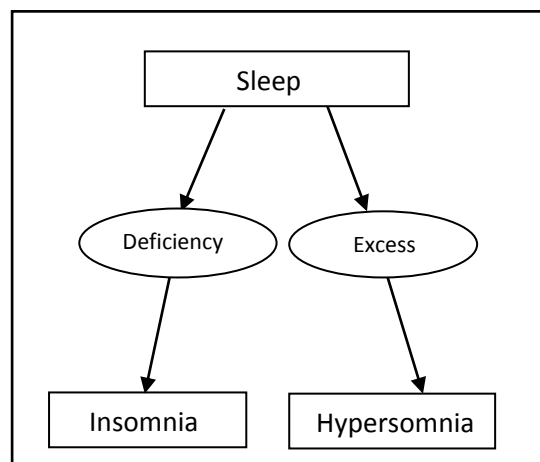 Sleep
Deficiency
Excess
Insomnia
Hypersomnia